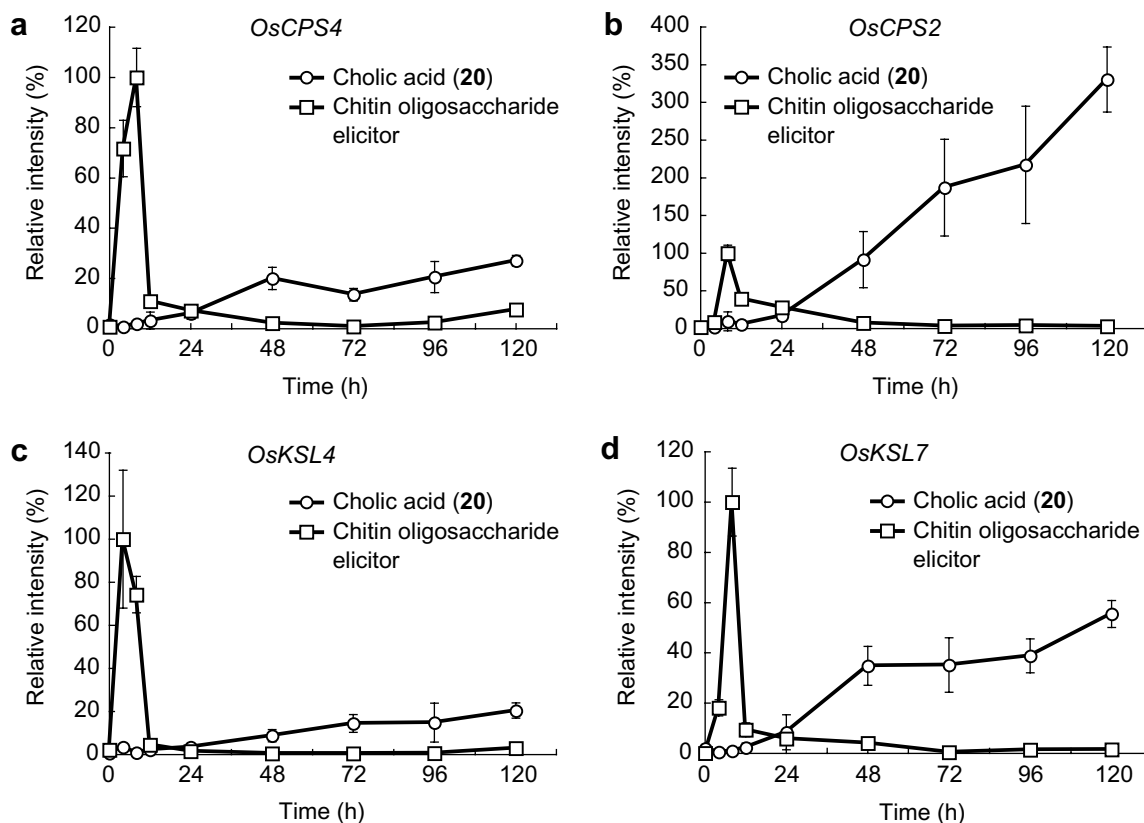 a
OsCPS4
Relative intensity (%)
120
100
80
60
40
20
0
Cholic acid (20)
Chitin oligosaccharide
elicitor
0 24 48 72 96 120
Time (h)
b
OsCPS2
Relative intensity (%)
400
350
300
250
200
150
100
50
0
Cholic acid (20)
Chitin oligosaccharide
elicitor
0 24 48 72 96 120
Time (h)
c
OsKSL4
Relative intensity (%)
140
120
100
80
60
40
20
0
Cholic acid (20)
Chitin oligosaccharide
elicitor
0 24 48 72 96 120
Time (h)
d
OsKSL7
Relative intensity (%)
120
100
80
60
40
20
0
Cholic acid (20)
Chitin oligosaccharide
elicitor
0 24 48 72 96 120
Time (h)